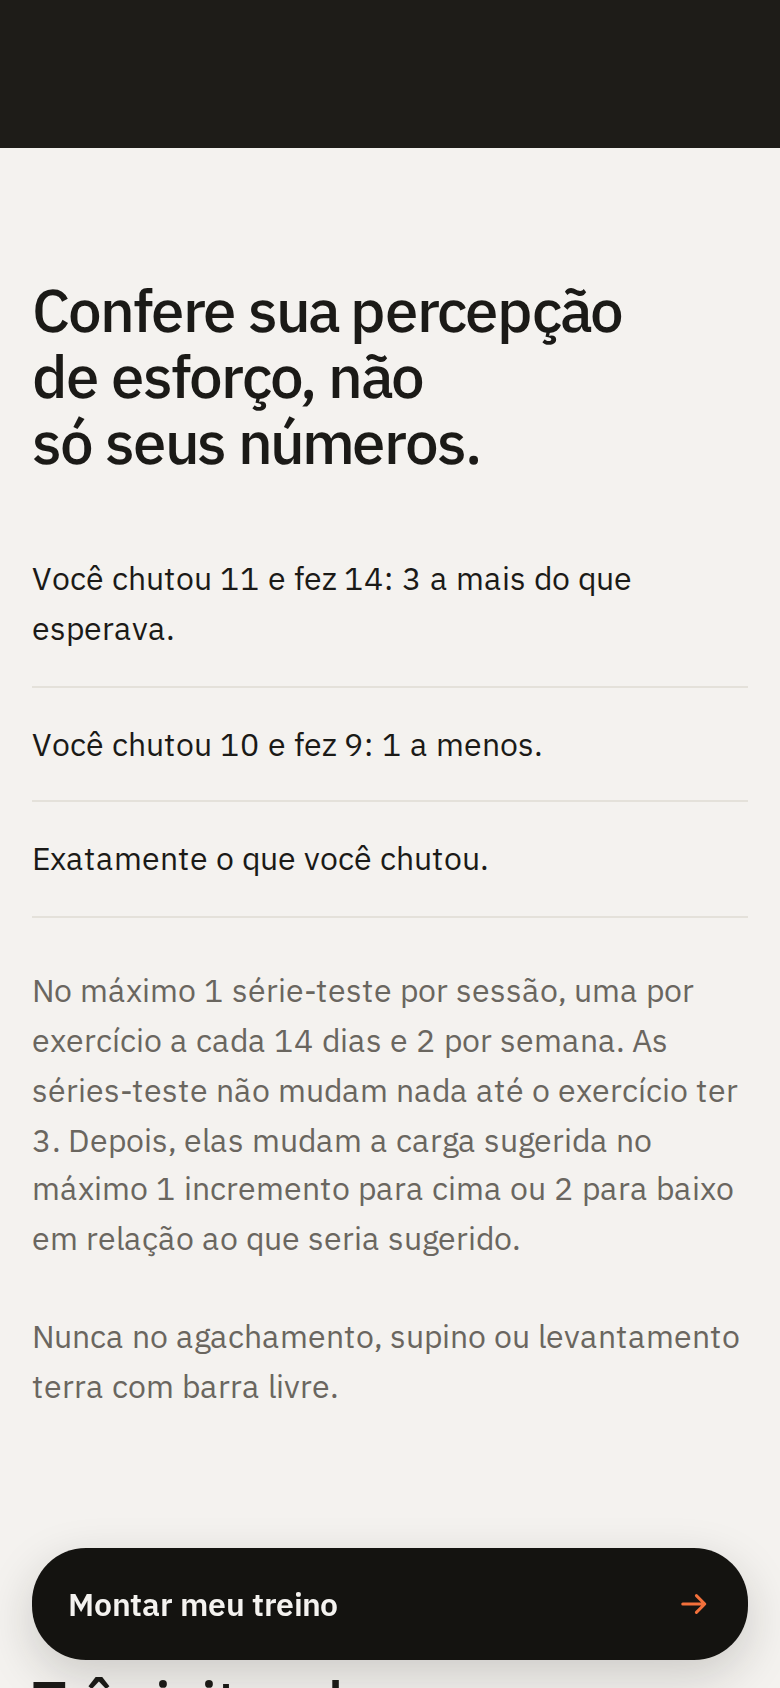 Confere sua percepção
de esforço, não
só seus números.
Você chutou 11 e fez 14: 3 a mais do que
esperava.
Você chutou 10 e fez 9: 1 a menos.
Exatamente o que você chutou.
No máximo 1 série-teste por sessão, uma por
exercício a cada 14 dias e 2 por semana. As
séries-teste não mudam nada até o exercício ter
3. Depois, elas mudam a carga sugerida no
máximo 1 incremento para cima ou 2 para baixo
em relação ao que seria sugerido.
Nunca no agachamento, supino ou levantamento
terra com barra livre.
Montar meu treino